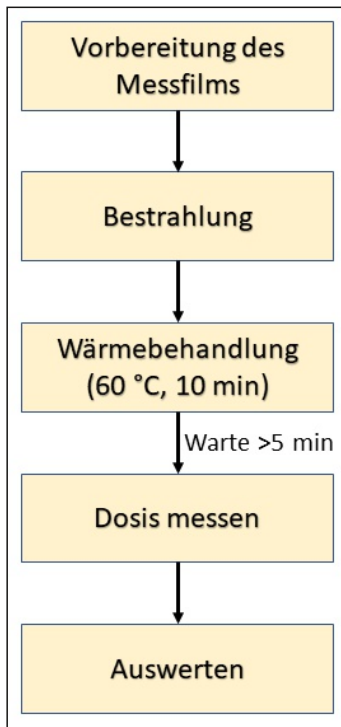 Vorbereitung des
Messfilms
Bestrahlung
Wärmebehandlung
(60 °C, 10 min)
Warte >5 min
Dosis messen
Auswerten